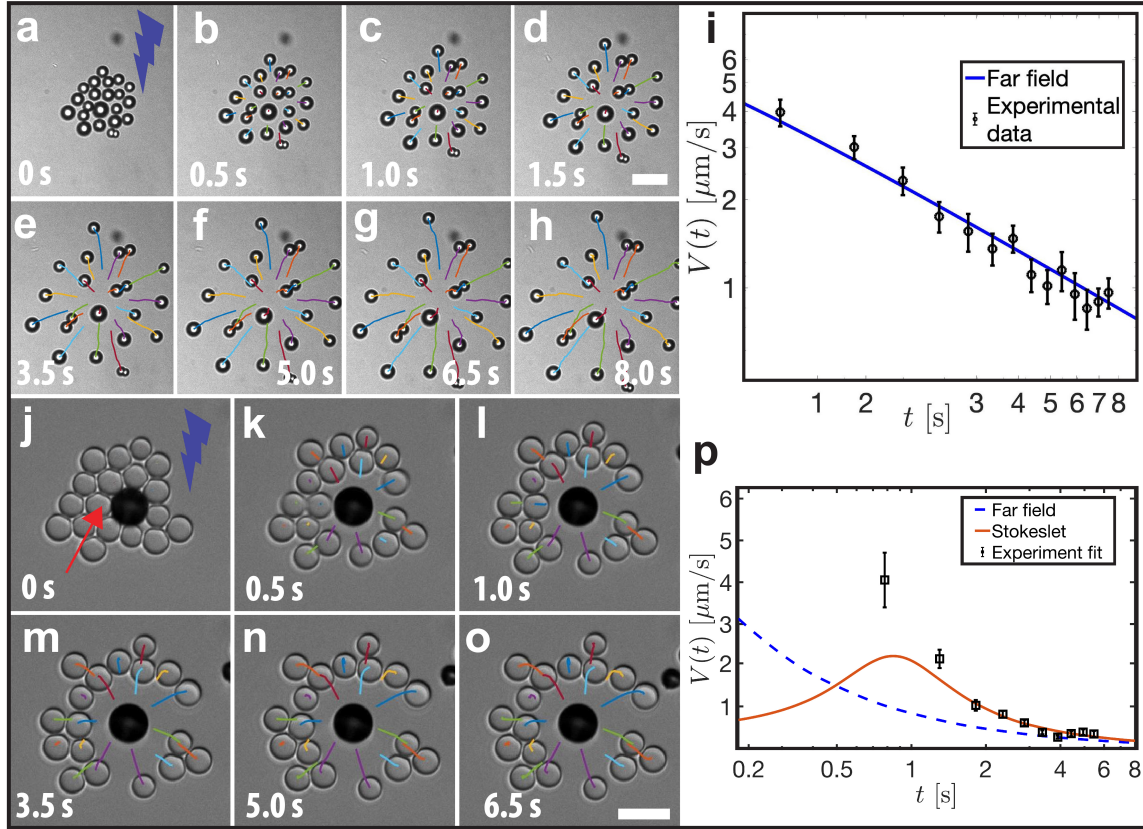 a
b
c
d
0 s
0.5 s
1.0 s
1.5 s
e
f
g
h
3.5 s
5.0 s
6.5 s
8.0 s
i
V(t) [μm/s]
6
5
4
3
2
1
Far field
Experimental
data
1 2 3 4 5 6 7 8
t [s]
j
k
l
0 s
0.5 s
1.0 s
m
n
o
3.5 s
5.0 s
6.5 s
p
V(t) [μm/s]
6
5
4
3
2
1
Far field
Stokeslet
Experiment fit
0.2 0.5 1 2 4 6 8
t [s]